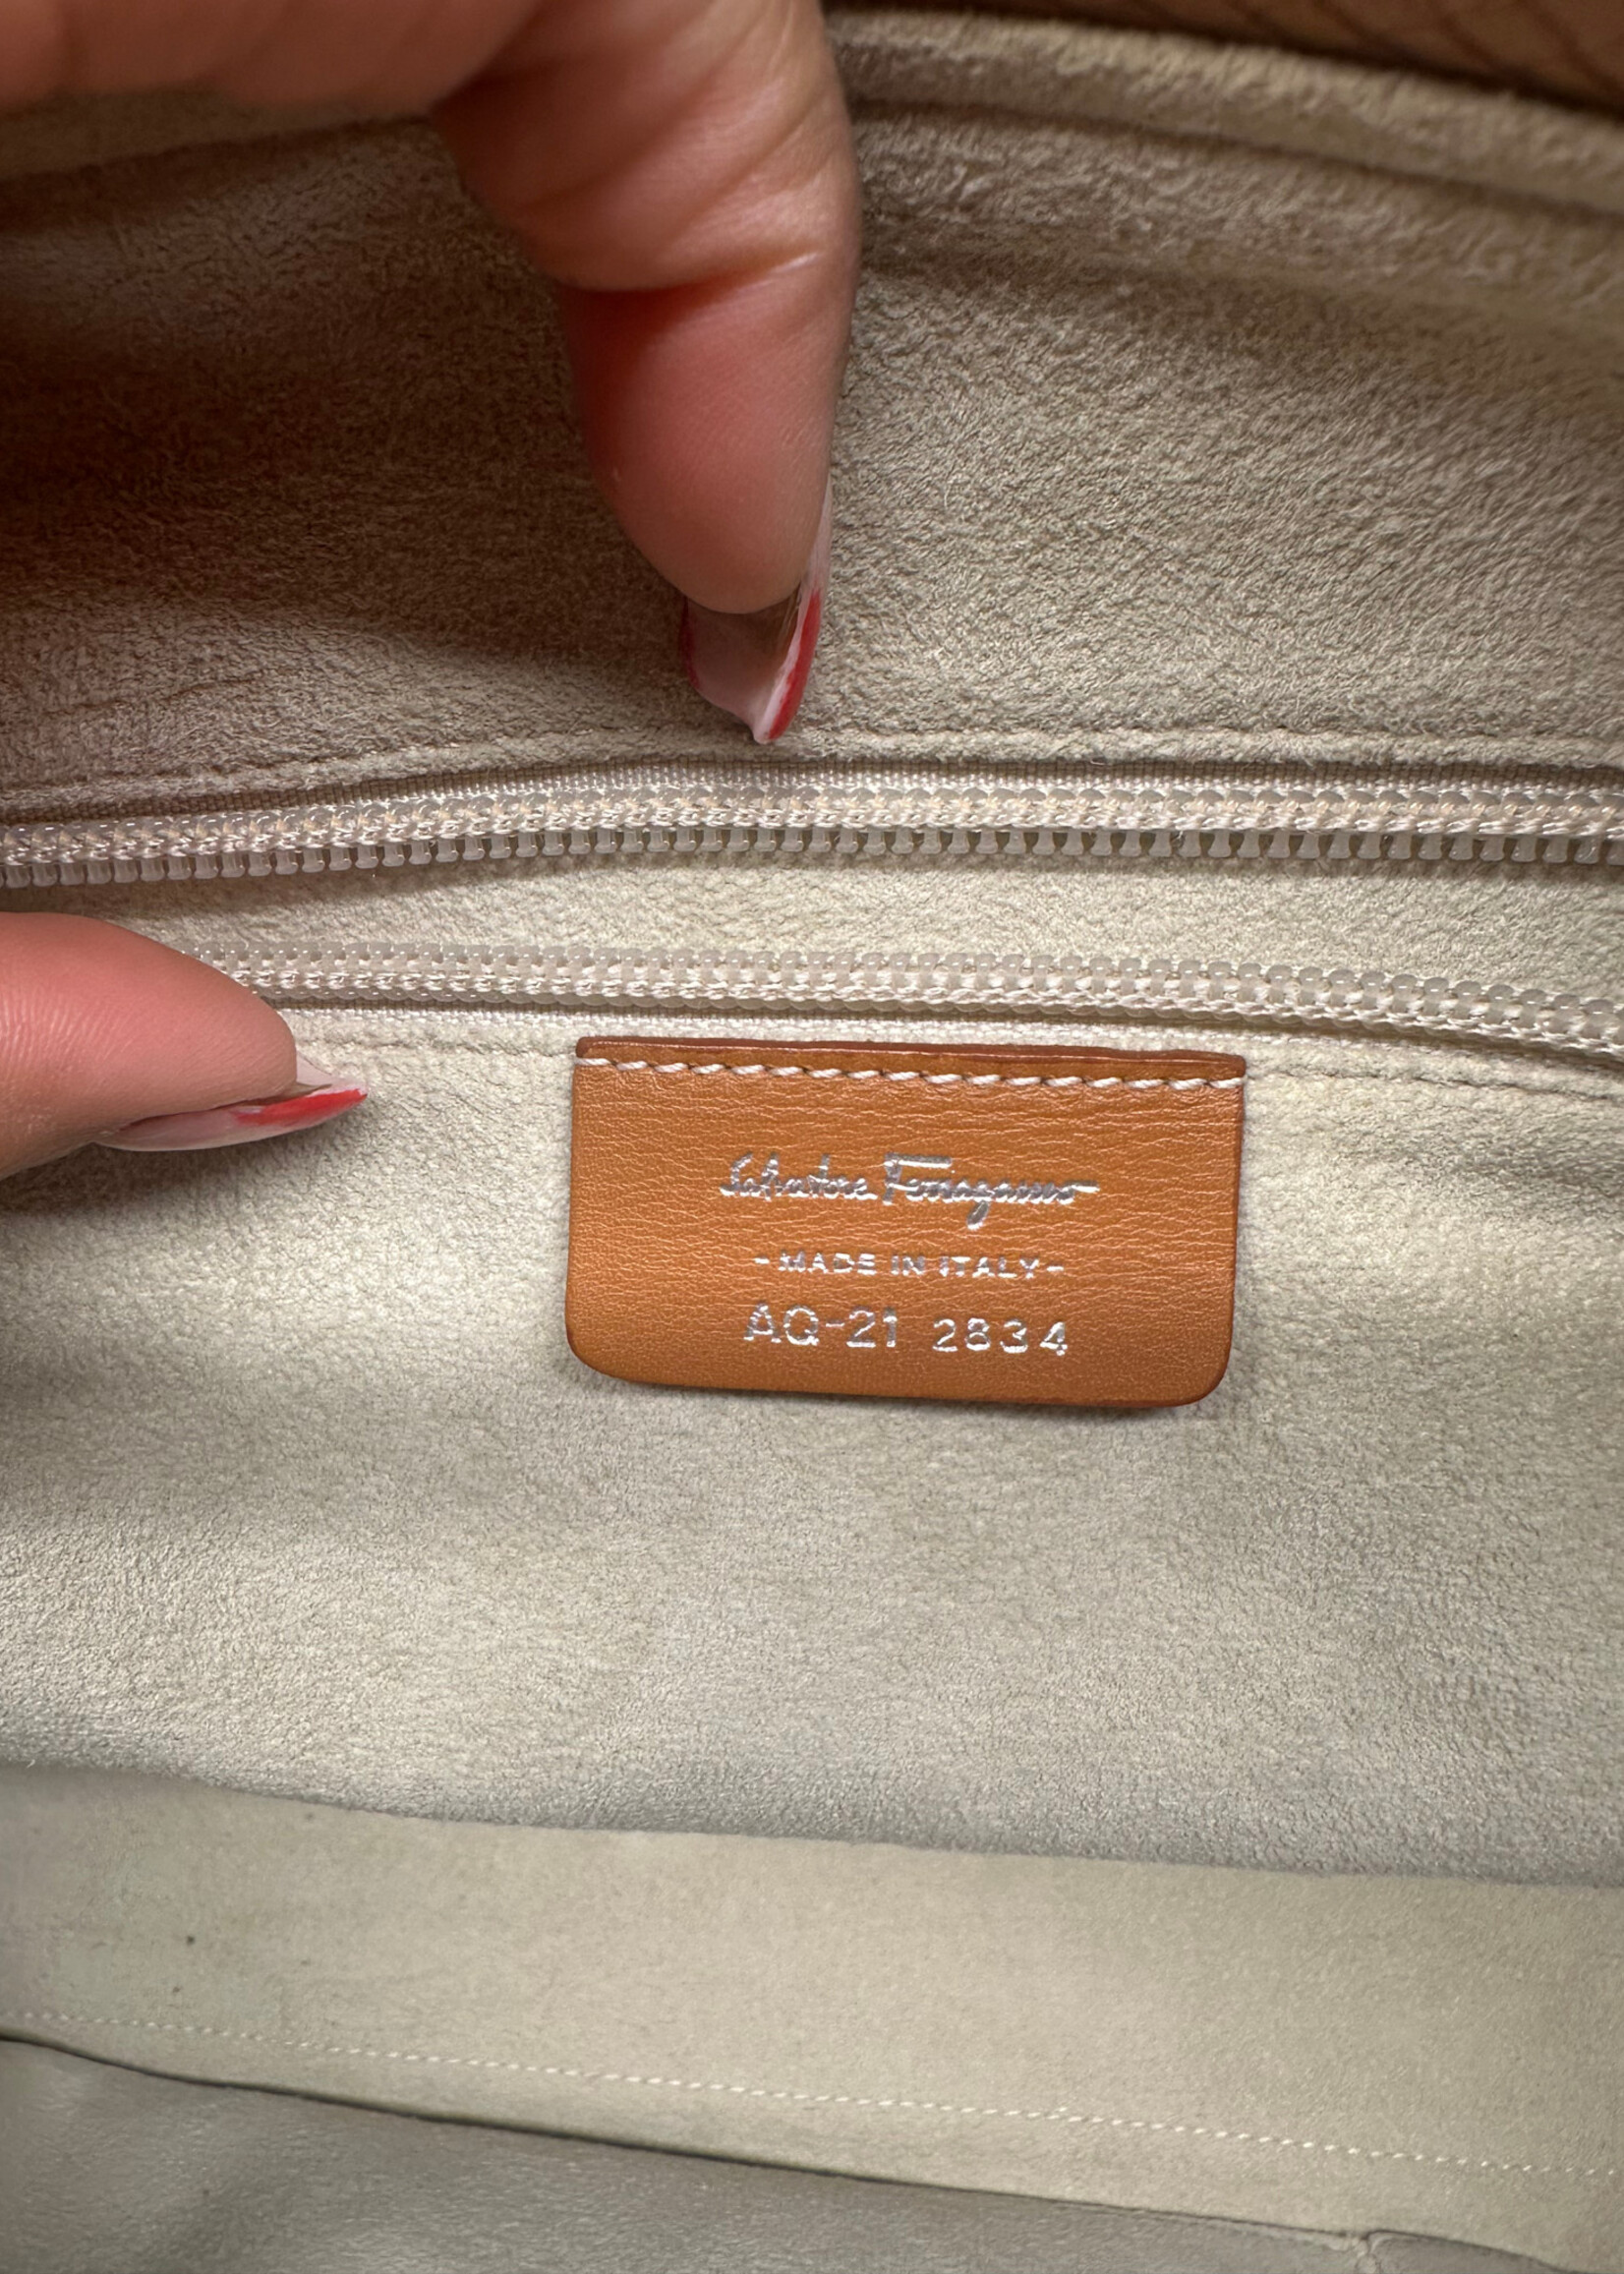 Salvatore Ferragamo
-MADE IN ITALY-
AQ-21 2834